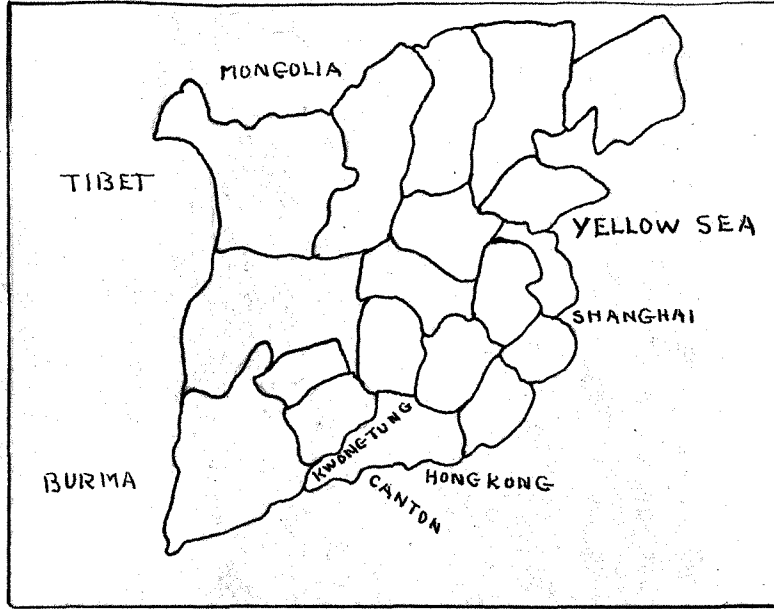 MONGOLIA
TIBET
YELLOW SEA
SHANGHAI
KWONGTUNG
BURMA
HONGKONG
CANTON